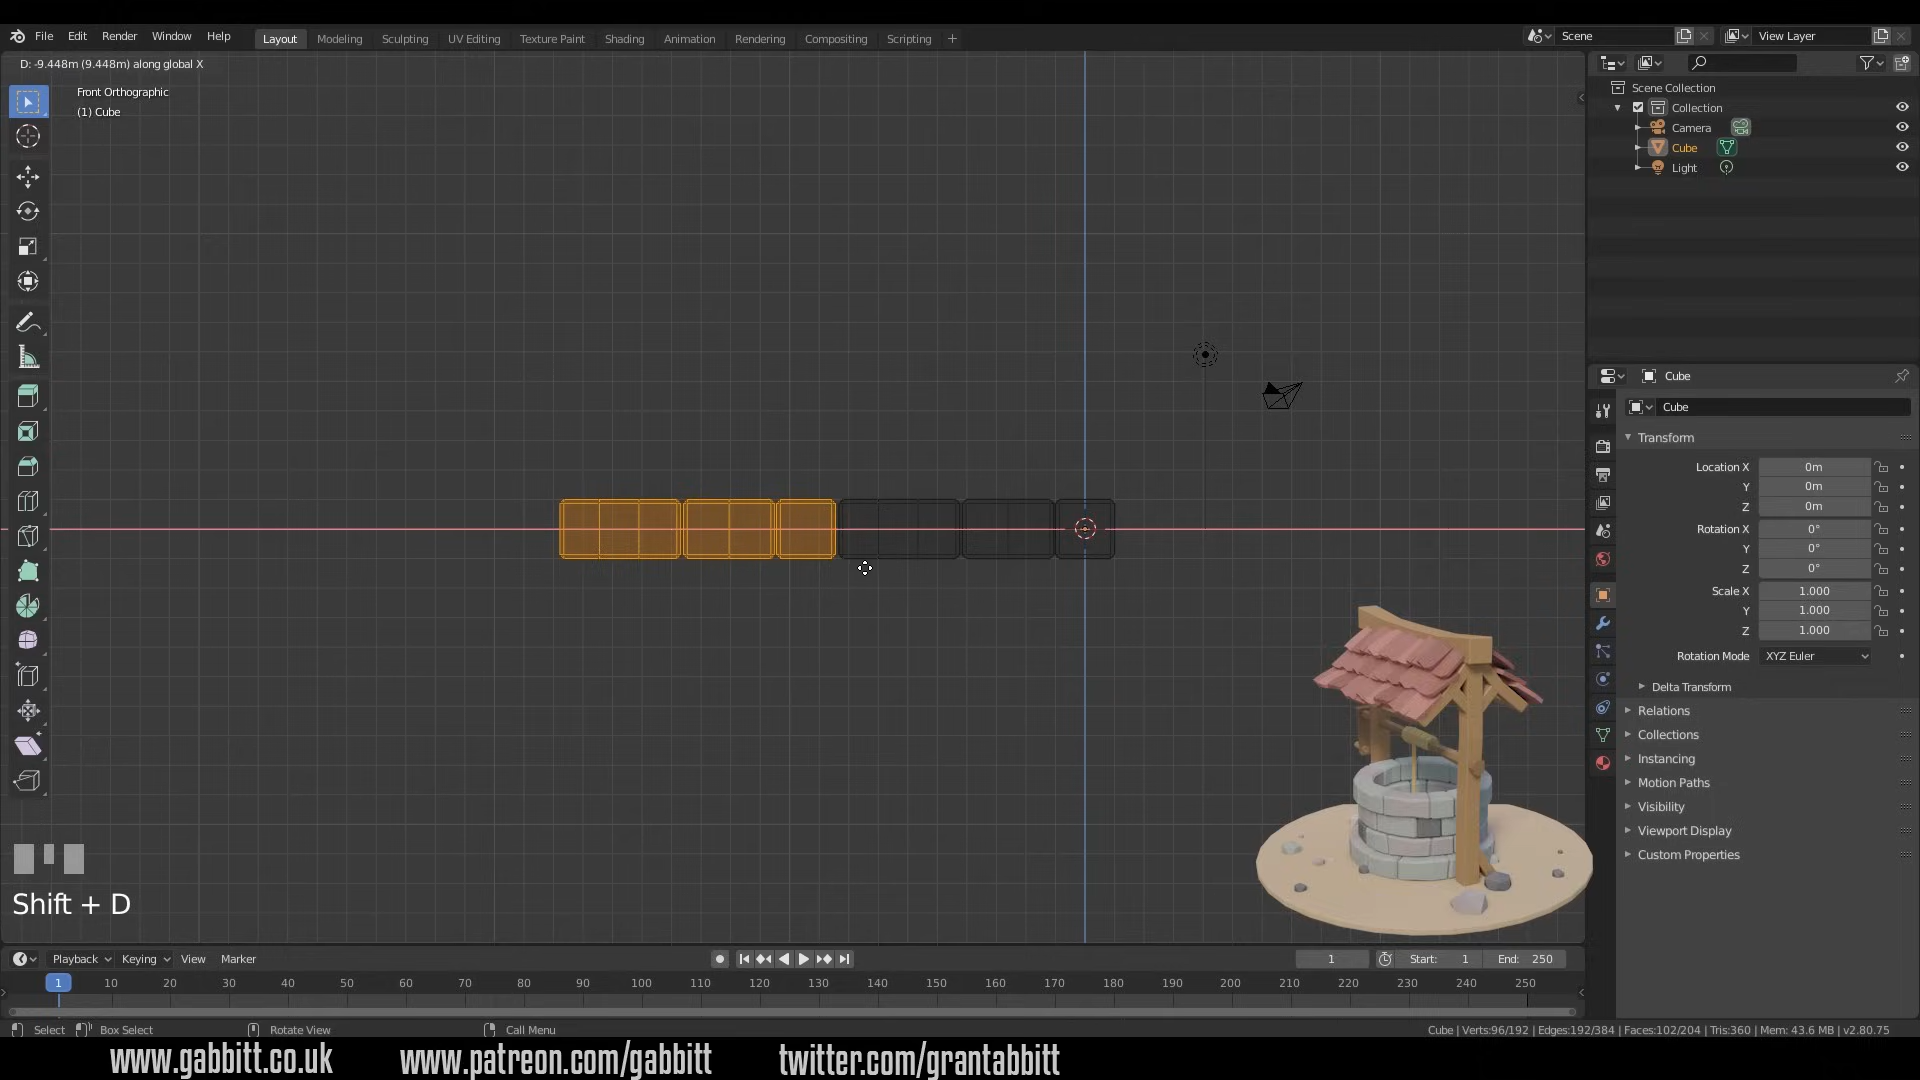 File Edit Render Window Help Layout Modeling Sculpting UV Editing Texture Paint Shading Animation Rendering Compositing Scripting + Scene View Layer
D: -9.448m (9.448m) along global X
Front Orthographic
(1) Cube
Scene Collection
Collection
Camera
Cube
Light
Cube
Cube
Transform
Location X 0m
Y 0m
Z 0m
Rotation X 0°
Y 0°
Z 0°
Scale X 1.000
Y 1.000
Z 1.000
Rotation Mode XYZ Euler
Delta Transform
Relations
Collections
Instancing
Motion Paths
Visibility
Viewport Display
Custom Properties
Shift + D
Playback Keying View Marker 1 Start: 1 End: 250
1 10 20 30 40 50 60 70 80 90 100 110 120 130 140 150 160 170 180 190 200 210 220 230 240 250
Select Box Select Rotate View Call Menu Cube | Verts:96/192 | Edges:192/384 | Faces:102/204 | Tris:360 | Mem: 43.6 MB | v2.80.75
www.gabbitt.co.uk www.patreon.com/gabbitt twitter.com/grantabbitt